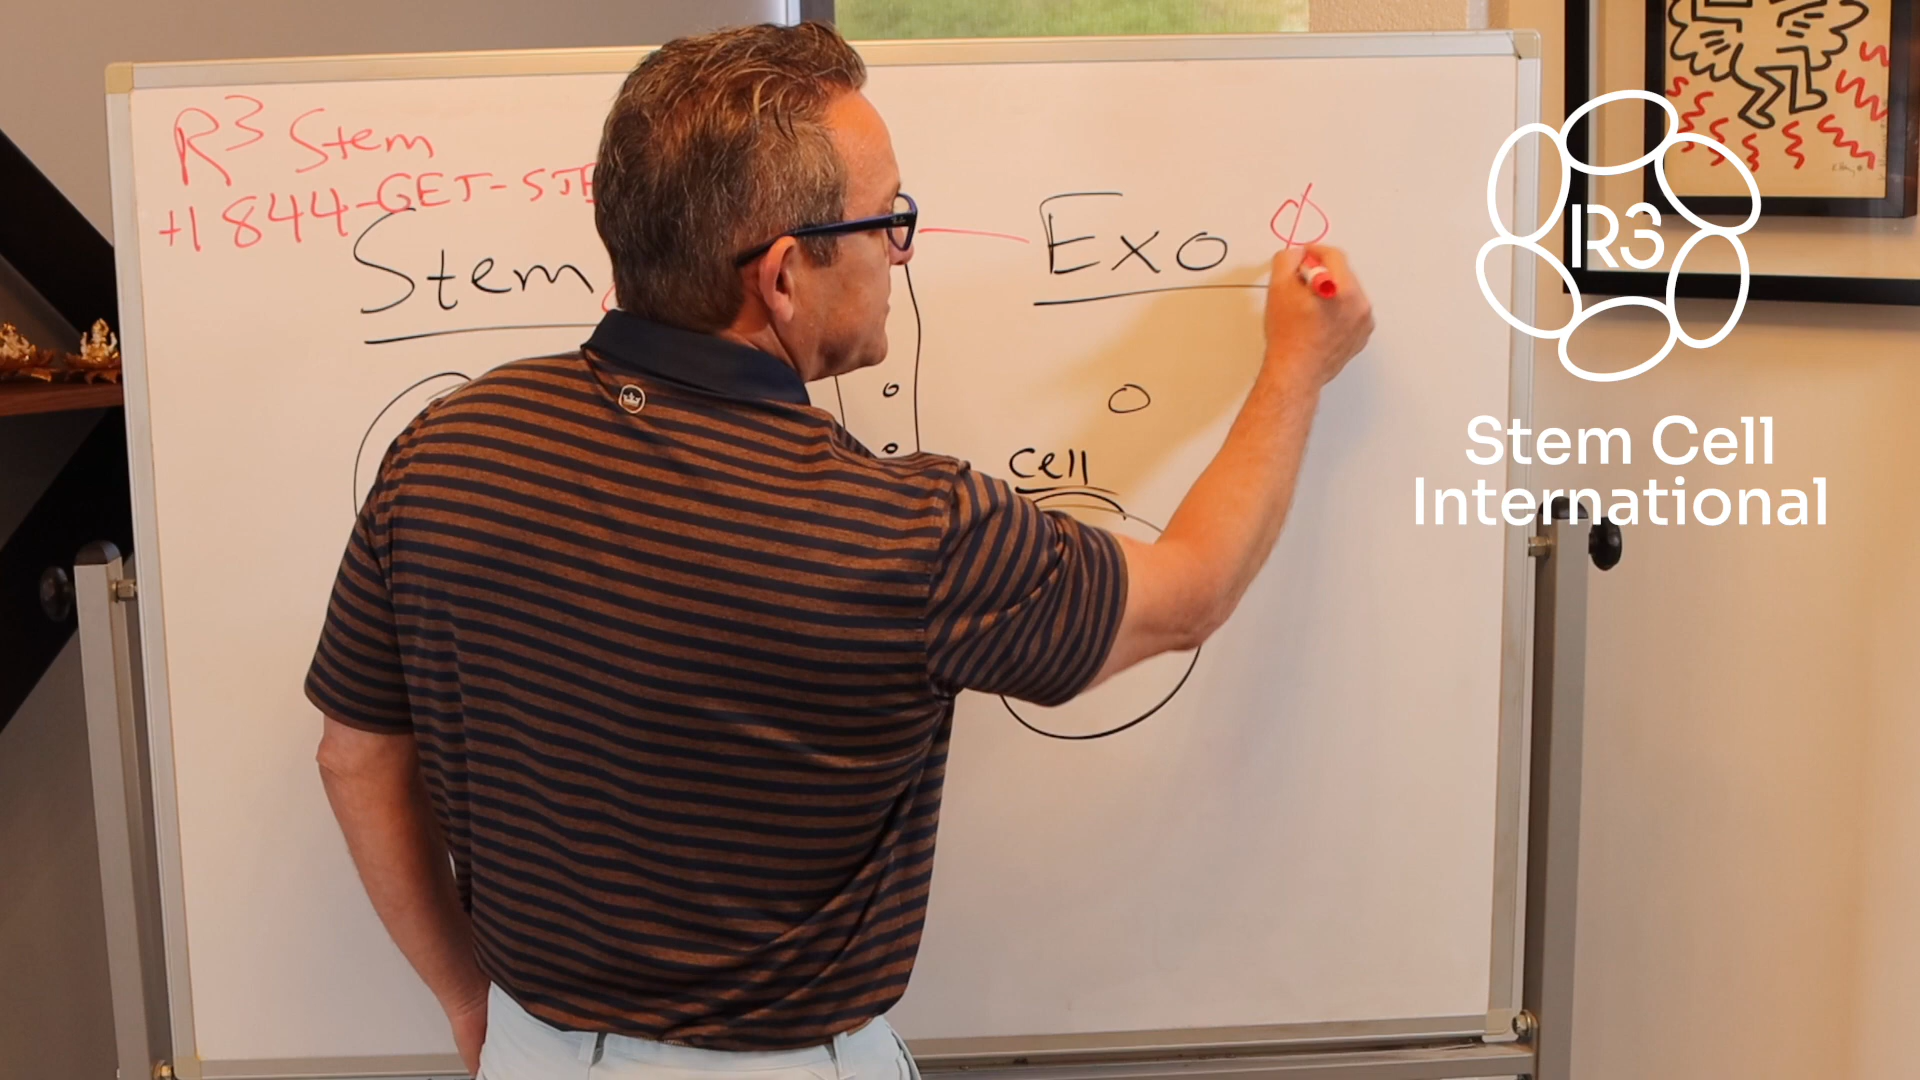 R3 Stem
+1 844-GET-STE
Stem
Exo Ø
cell
R3
Stem Cell
International